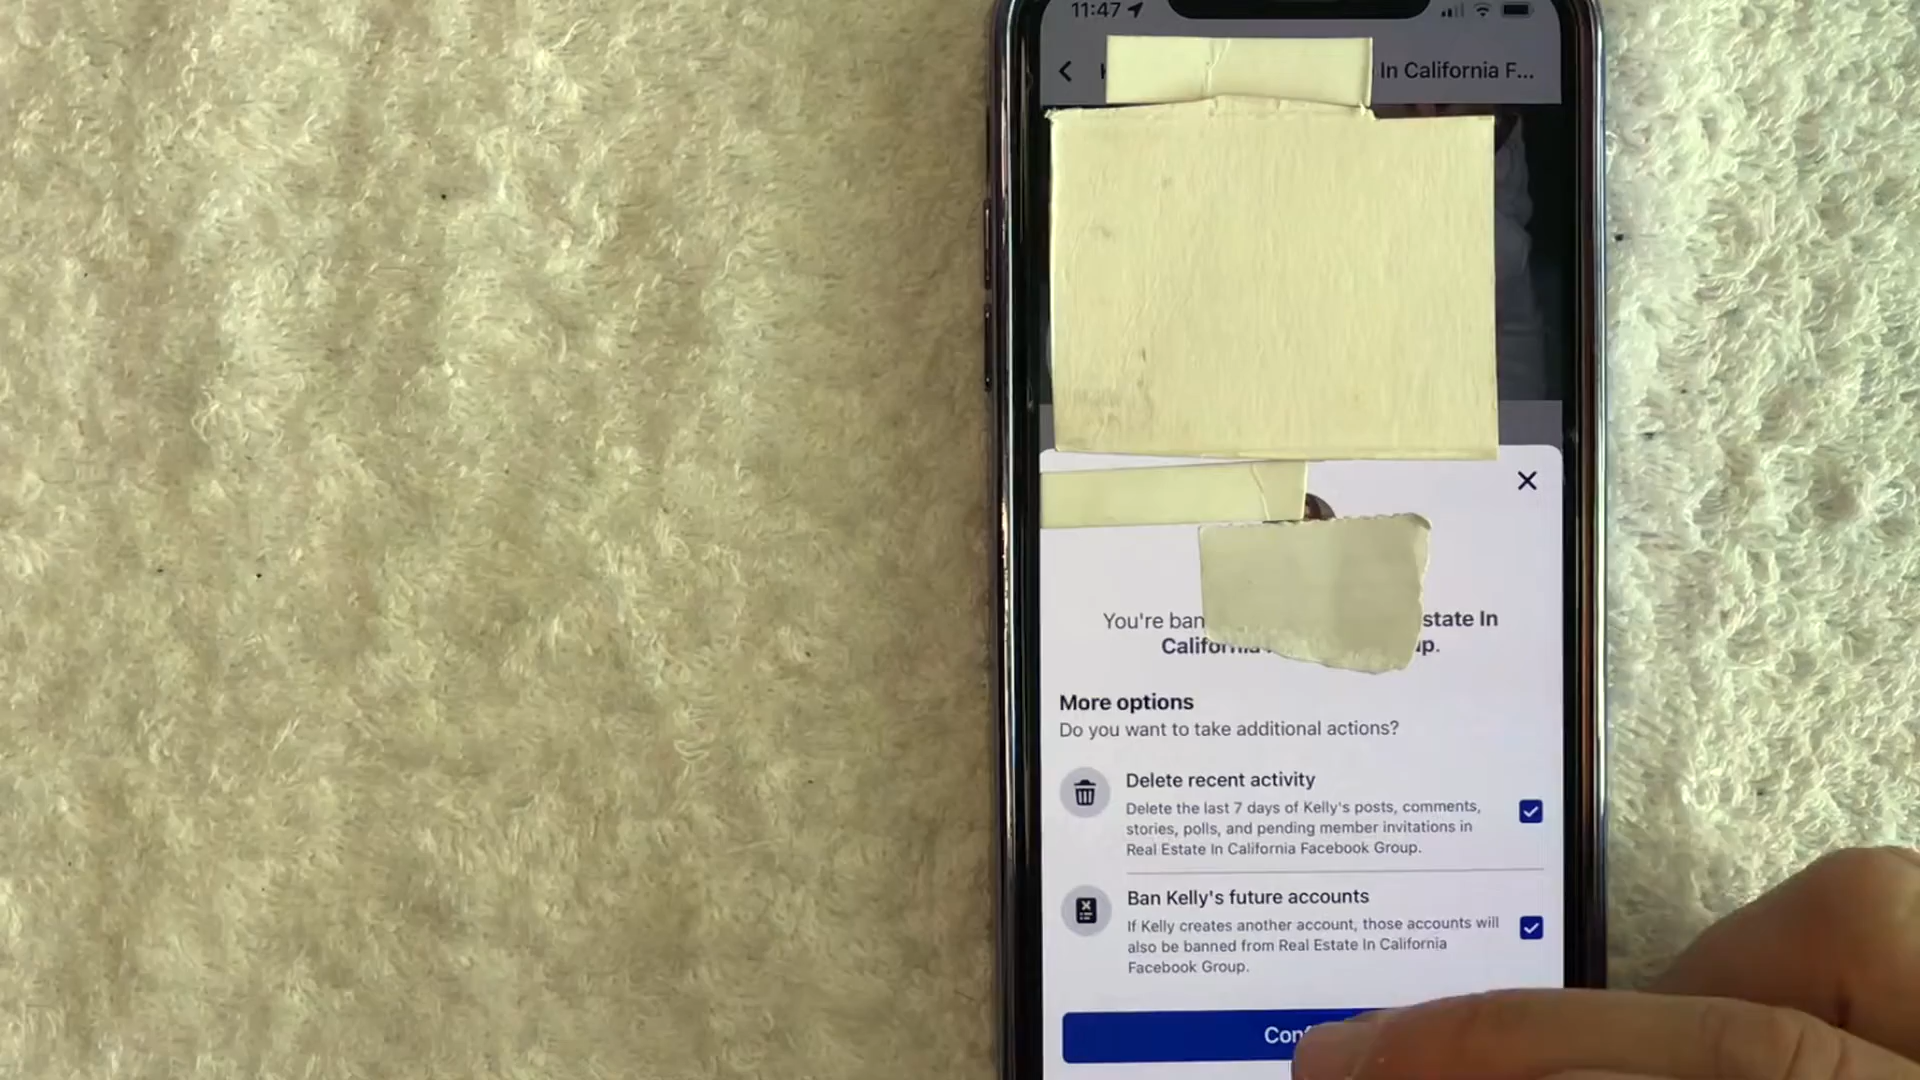 11:47
In California F...
You're ban state In
California p.
More options
Do you want to take additional actions?
Delete recent activity
Delete the last 7 days of Kelly's posts, comments,
stories, polls, and pending member invitations in
Real Estate In California Facebook Group.
Ban Kelly's future accounts
If Kelly creates another account, those accounts will
also be banned from Real Estate In California
Facebook Group.
Conf